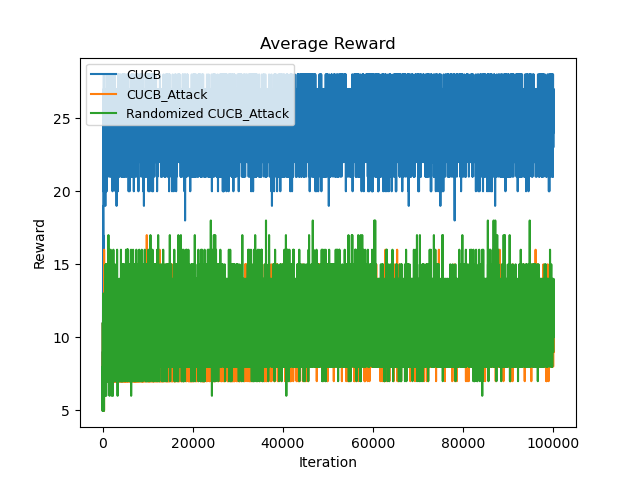 Average Reward
CUCB
CUCB_Attack
Randomized CUCB_Attack
25
20
15
10
5
Reward
0
20000
40000
60000
80000
100000
Iteration